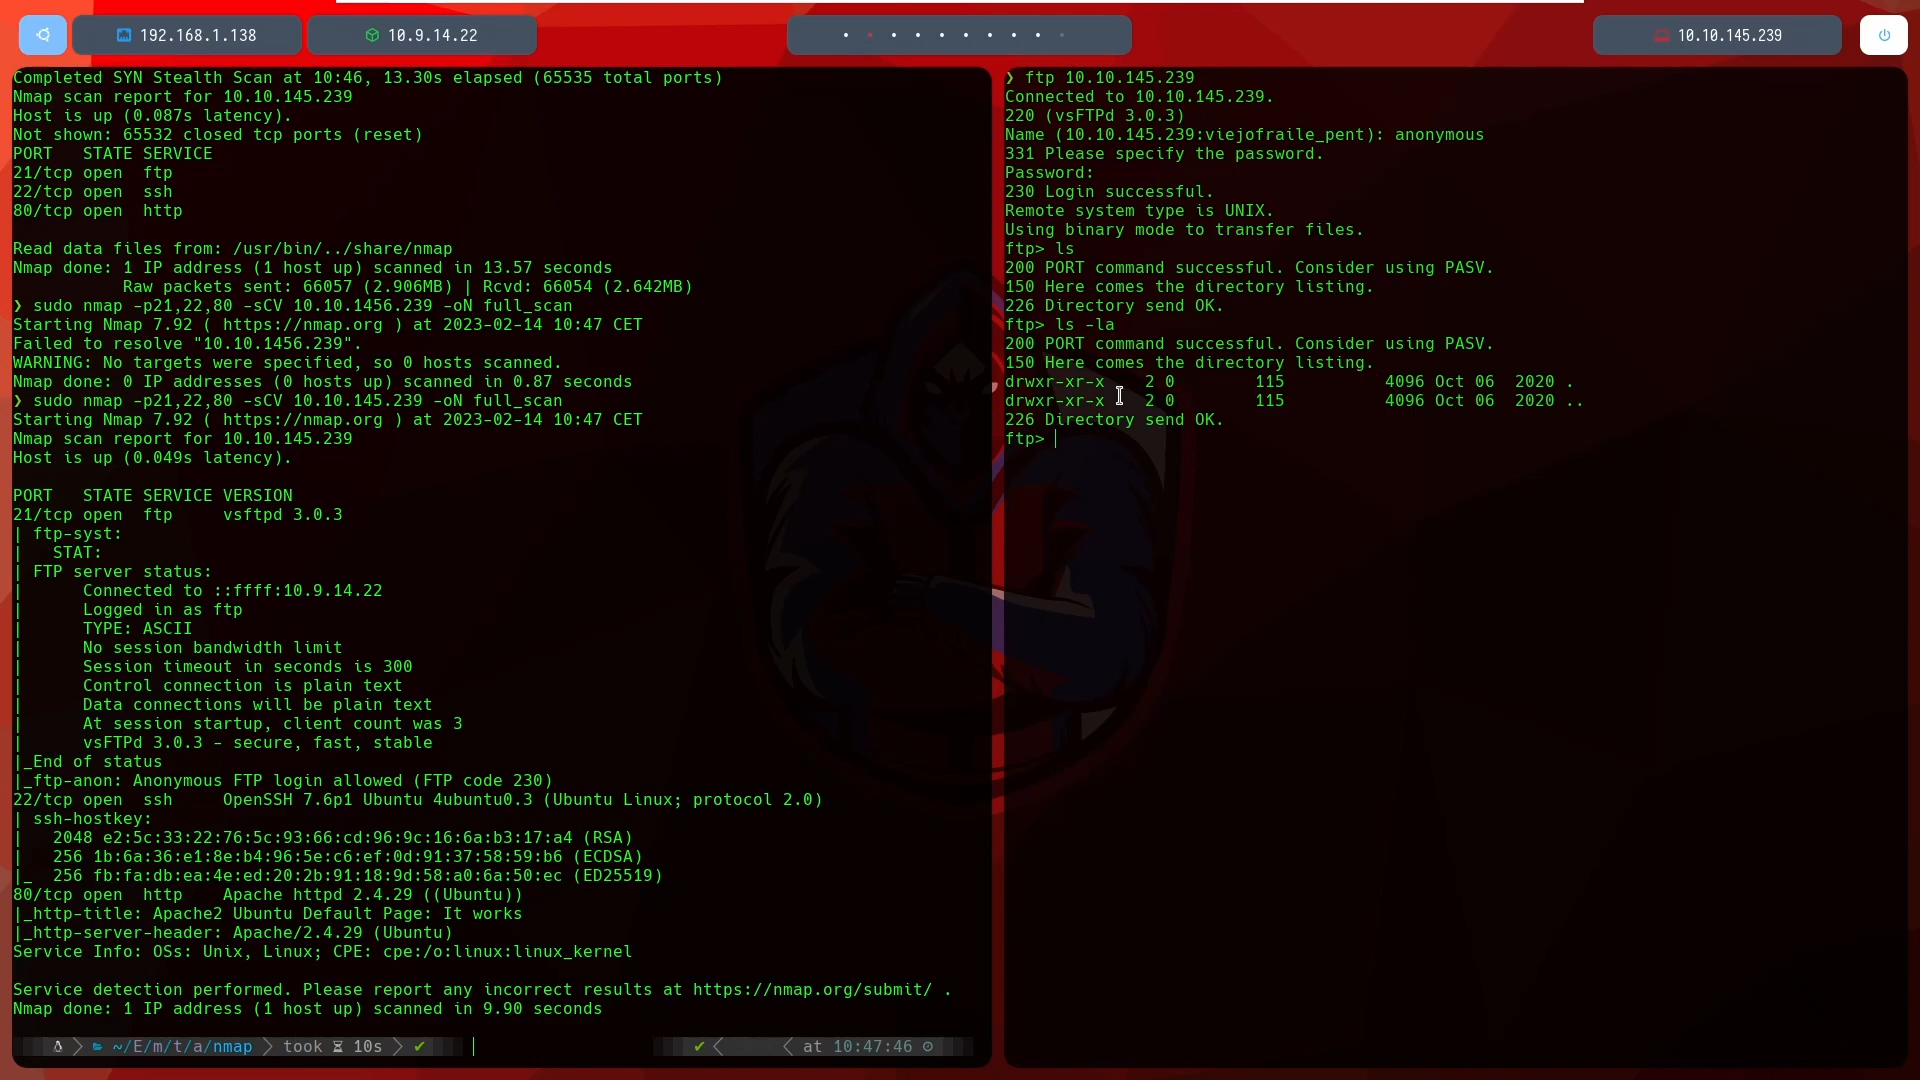 192.168.1.138
10.9.14.22
10.10.145.239
Completed SYN Stealth Scan at 10:46, 13.30s elapsed (65535 total ports)
Nmap scan report for 10.10.145.239
Host is up (0.087s latency).
Not shown: 65532 closed tcp ports (reset)
PORT   STATE SERVICE
21/tcp open  ftp
22/tcp open  ssh
80/tcp open  http
Read data files from: /usr/bin/../share/nmap
Nmap done: 1 IP address (1 host up) scanned in 13.57 seconds
           Raw packets sent: 66057 (2.906MB) | Rcvd: 66054 (2.642MB)
❯ sudo nmap -p21,22,80 -sCV 10.10.1456.239 -oN full_scan
Starting Nmap 7.92 ( https://nmap.org ) at 2023-02-14 10:47 CET
Failed to resolve "10.10.1456.239".
WARNING: No targets were specified, so 0 hosts scanned.
Nmap done: 0 IP addresses (0 hosts up) scanned in 0.87 seconds
❯ sudo nmap -p21,22,80 -sCV 10.10.145.239 -oN full_scan
Starting Nmap 7.92 ( https://nmap.org ) at 2023-02-14 10:47 CET
Nmap scan report for 10.10.145.239
Host is up (0.049s latency).
PORT   STATE SERVICE VERSION
21/tcp open  ftp     vsftpd 3.0.3
| ftp-syst:
|   STAT:
| FTP server status:
|      Connected to ::ffff:10.9.14.22
|      Logged in as ftp
|      TYPE: ASCII
|      No session bandwidth limit
|      Session timeout in seconds is 300
|      Control connection is plain text
|      Data connections will be plain text
|      At session startup, client count was 3
|      vsFTPd 3.0.3 - secure, fast, stable
|_End of status
|_ftp-anon: Anonymous FTP login allowed (FTP code 230)
22/tcp open  ssh     OpenSSH 7.6p1 Ubuntu 4ubuntu0.3 (Ubuntu Linux; protocol 2.0)
| ssh-hostkey:
|   2048 e2:5c:33:22:76:5c:93:66:cd:96:9c:16:6a:b3:17:a4 (RSA)
|   256 1b:6a:36:e1:8e:b4:96:5e:c6:ef:0d:91:37:58:59:b6 (ECDSA)
|_  256 fb:fa:db:ea:4e:ed:20:2b:91:18:9d:58:a0:6a:50:ec (ED25519)
80/tcp open  http    Apache httpd 2.4.29 ((Ubuntu))
|_http-title: Apache2 Ubuntu Default Page: It works
|_http-server-header: Apache/2.4.29 (Ubuntu)
Service Info: OSs: Unix, Linux; CPE: cpe:/o:linux:linux_kernel
Service detection performed. Please report any incorrect results at https://nmap.org/submit/ .
Nmap done: 1 IP address (1 host up) scanned in 9.90 seconds
~/E/m/t/a/nmap took 10s ✔ ✔ at 10:47:46
❯ ftp 10.10.145.239
Connected to 10.10.145.239.
220 (vsFTPd 3.0.3)
Name (10.10.145.239:viejofraile_pent): anonymous
331 Please specify the password.
Password:
230 Login successful.
Remote system type is UNIX.
Using binary mode to transfer files.
ftp> ls
200 PORT command successful. Consider using PASV.
150 Here comes the directory listing.
226 Directory send OK.
ftp> ls -la
200 PORT command successful. Consider using PASV.
150 Here comes the directory listing.
drwxr-xr-x    2 0        115          4096 Oct 06  2020 .
drwxr-xr-x    2 0        115          4096 Oct 06  2020 ..
226 Directory send OK.
ftp>